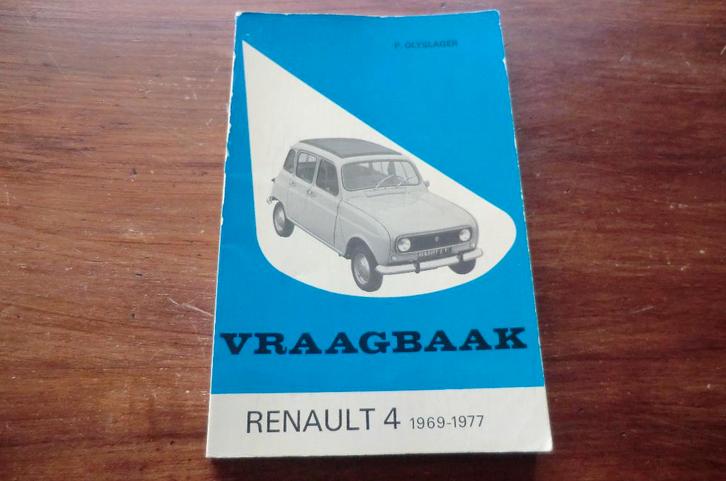 P. OLYSLAGER
VRAAGBAAK
RENAULT 4 1969-1977